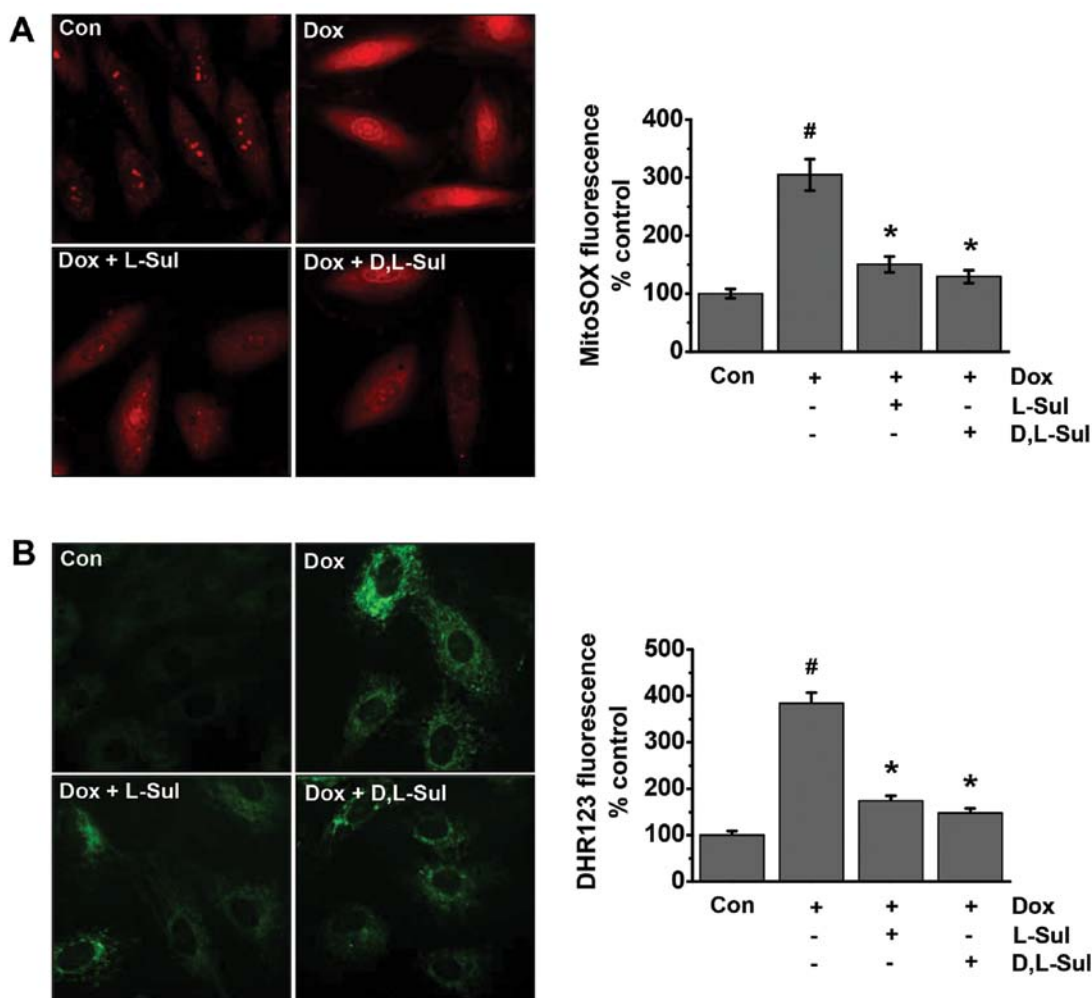 A
Con
Dox
Dox + L-Sul
Dox + D,L-Sul
MitoSOX fluorescence
% control
400
300
200
100
0
#
*
*
Con + + + Dox
- + - L-Sul
- - + D,L-Sul
B
Con
Dox
Dox + L-Sul
Dox + D,L-Sul
DHR123 fluorescence
% control
500
400
300
200
100
0
#
*
*
Con + + + Dox
- + - L-Sul
- - + D,L-Sul